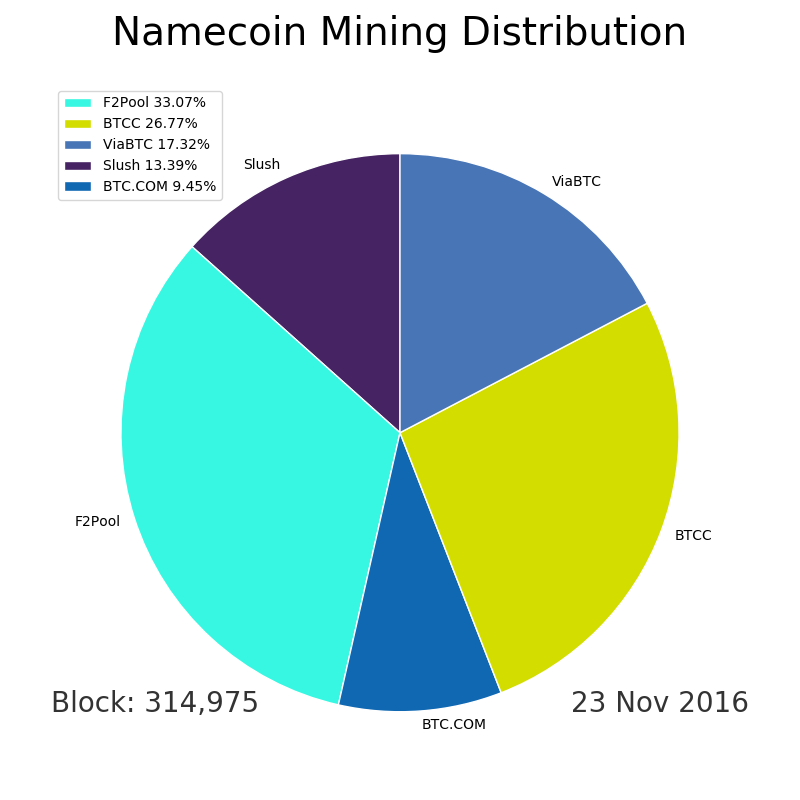 Namecoin Mining Distribution
F2Pool 33.07%
BTCC 26.77%
ViaBTC 17.32%
Slush 13.39%
BTC.COM 9.45%
Slush
ViaBTC
F2Pool
BTCC
BTC.COM
Block: 314,975
23 Nov 2016